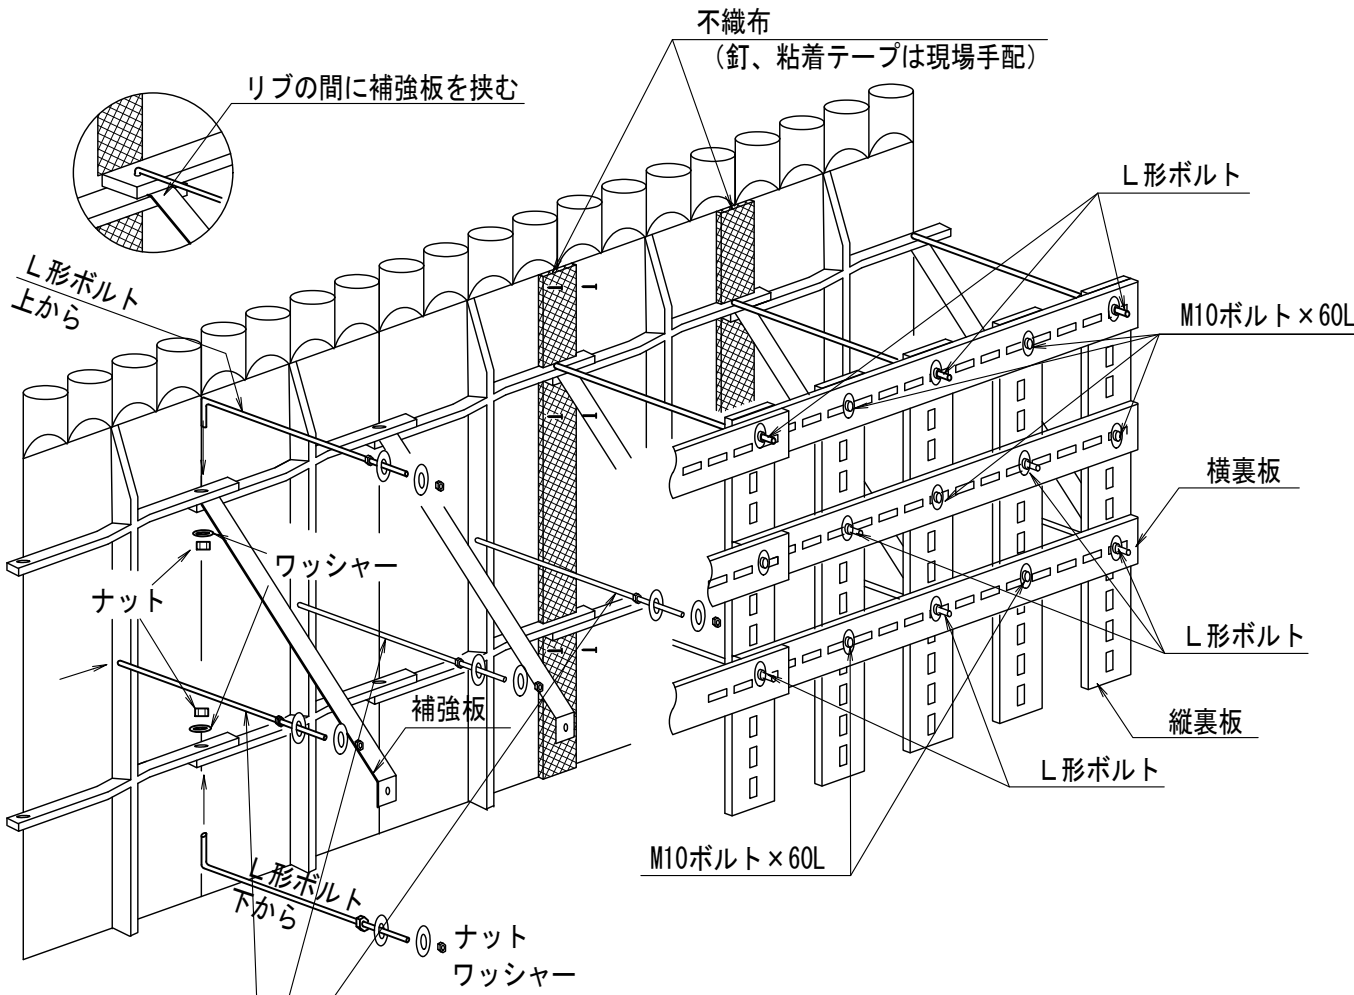 不織布
（釘、粘着テープは現場手配）
リブの間に補強板を挟む
L形ボルト
L形ボルト
上から
M10ボルト×60L
横裏板
ワッシャー
ナット
L形ボルト
補強板
縦裏板
L形ボルト
M10ボルト×60L
L形ボルト
下から
ナット
ワッシャー